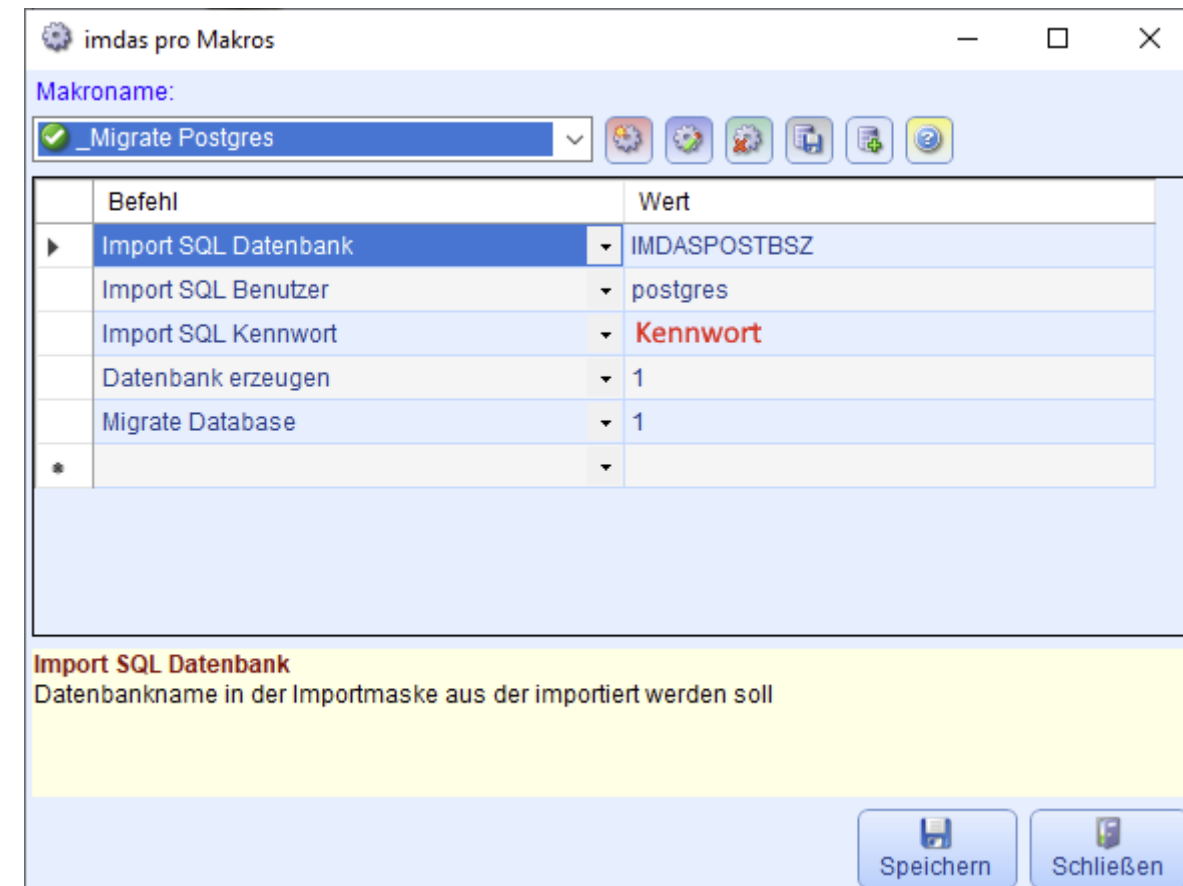 imdas pro Makros
Makroname:
_Migrate Postgres
Befehl Wert
Import SQL Datenbank IMDASPOSTBSZ
Import SQL Benutzer postgres
Import SQL Kennwort Kennwort
Datenbank erzeugen 1
Migrate Database 1
Import SQL Datenbank
Datenbankname in der Importmaske aus der importiert werden soll
Speichern Schließen